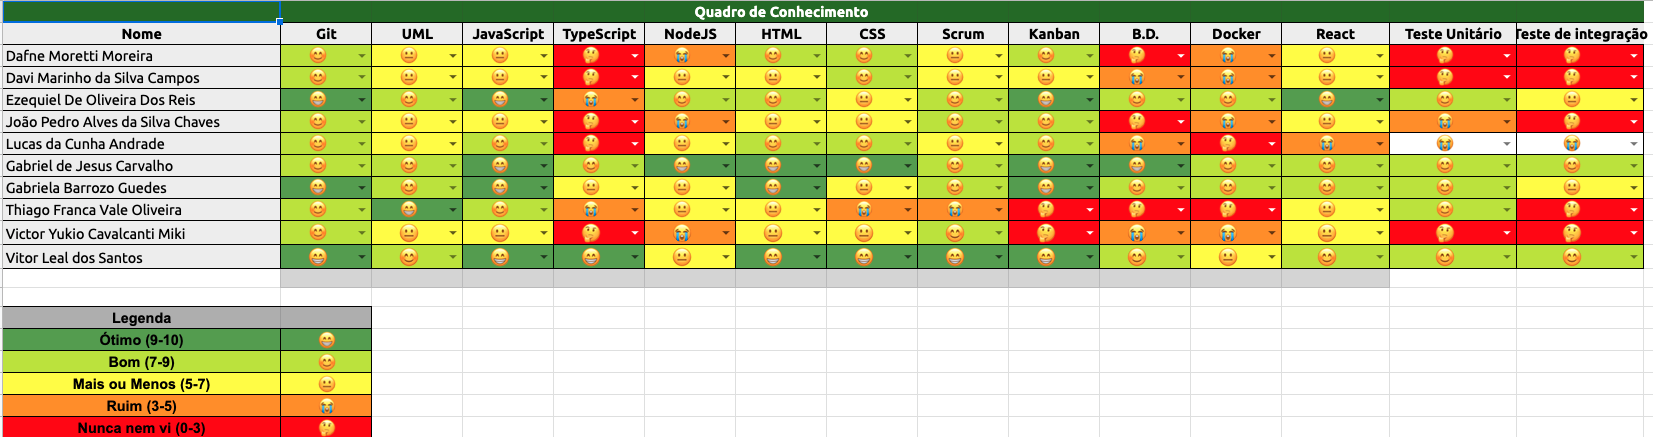 Quadro de Conhecimento
Nome Git UML JavaScript TypeScript NodeJS HTML CSS Scrum Kanban B.D. Docker React Teste Unitário Teste de integração
Dafne Moretti Moreira 😊 😐 😐 🤔 😭 😐 😊 😐 😊 🤔 😭 😐 🤔 🤔
Davi Marinho da Silva Campos 😊 😐 😐 🤔 😐 😐 😊 😐 😊 😭 😭 😐 🤔 🤔
Ezequiel De Oliveira Dos Reis 😁 😊 😁 😭 😊 😊 😐 😊 😁 😊 😊 😁 😊 😐
João Pedro Alves da Silva Chaves 😊 😐 😐 🤔 😭 😐 😐 😊 😊 🤔 😭 😐 😭 🤔
Lucas da Cunha Andrade 😊 😐 😊 🤔 😐 😊 😊 😐 😊 😭 🤔 😭 😭 😭
Gabriel de Jesus Carvalho 😊 😊 😁 😊 😁 😁 😁 😊 😁 😁 😊 😊 😊 😊
Gabriela Barrozo Guedes 😁 😊 😁 😐 😐 😁 😐 😊 😁 😊 😊 😊 😊 😐
Thiago Franca Vale Oliveira 😊 😁 😊 😭 😐 😐 😭 😭 🤔 🤔 🤔 😐 😊 🤔
Victor Yukio Cavalcanti Miki 😊 😐 😐 🤔 😭 😐 😐 😊 🤔 😭 😭 😐 🤔 🤔
Vitor Leal dos Santos 😁 😊 😁 😁 😐 😁 😁 😁 😁 😊 😐 😊 😊 😊
Legenda
Ótimo (9-10) 😁
Bom (7-9) 😊
Mais ou Menos (5-7) 😐
Ruim (3-5) 😭
Nunca nem vi (0-3) 🤔